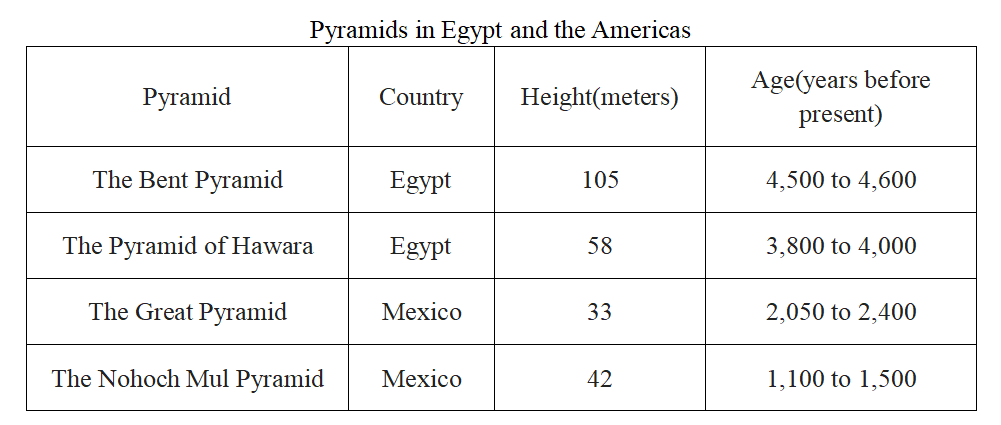 Pyramids in Egypt and the Americas
Pyramid Country Height(meters) Age(years before present)
The Bent Pyramid Egypt 105 4,500 to 4,600
The Pyramid of Hawara Egypt 58 3,800 to 4,000
The Great Pyramid Mexico 33 2,050 to 2,400
The Nohoch Mul Pyramid Mexico 42 1,100 to 1,500